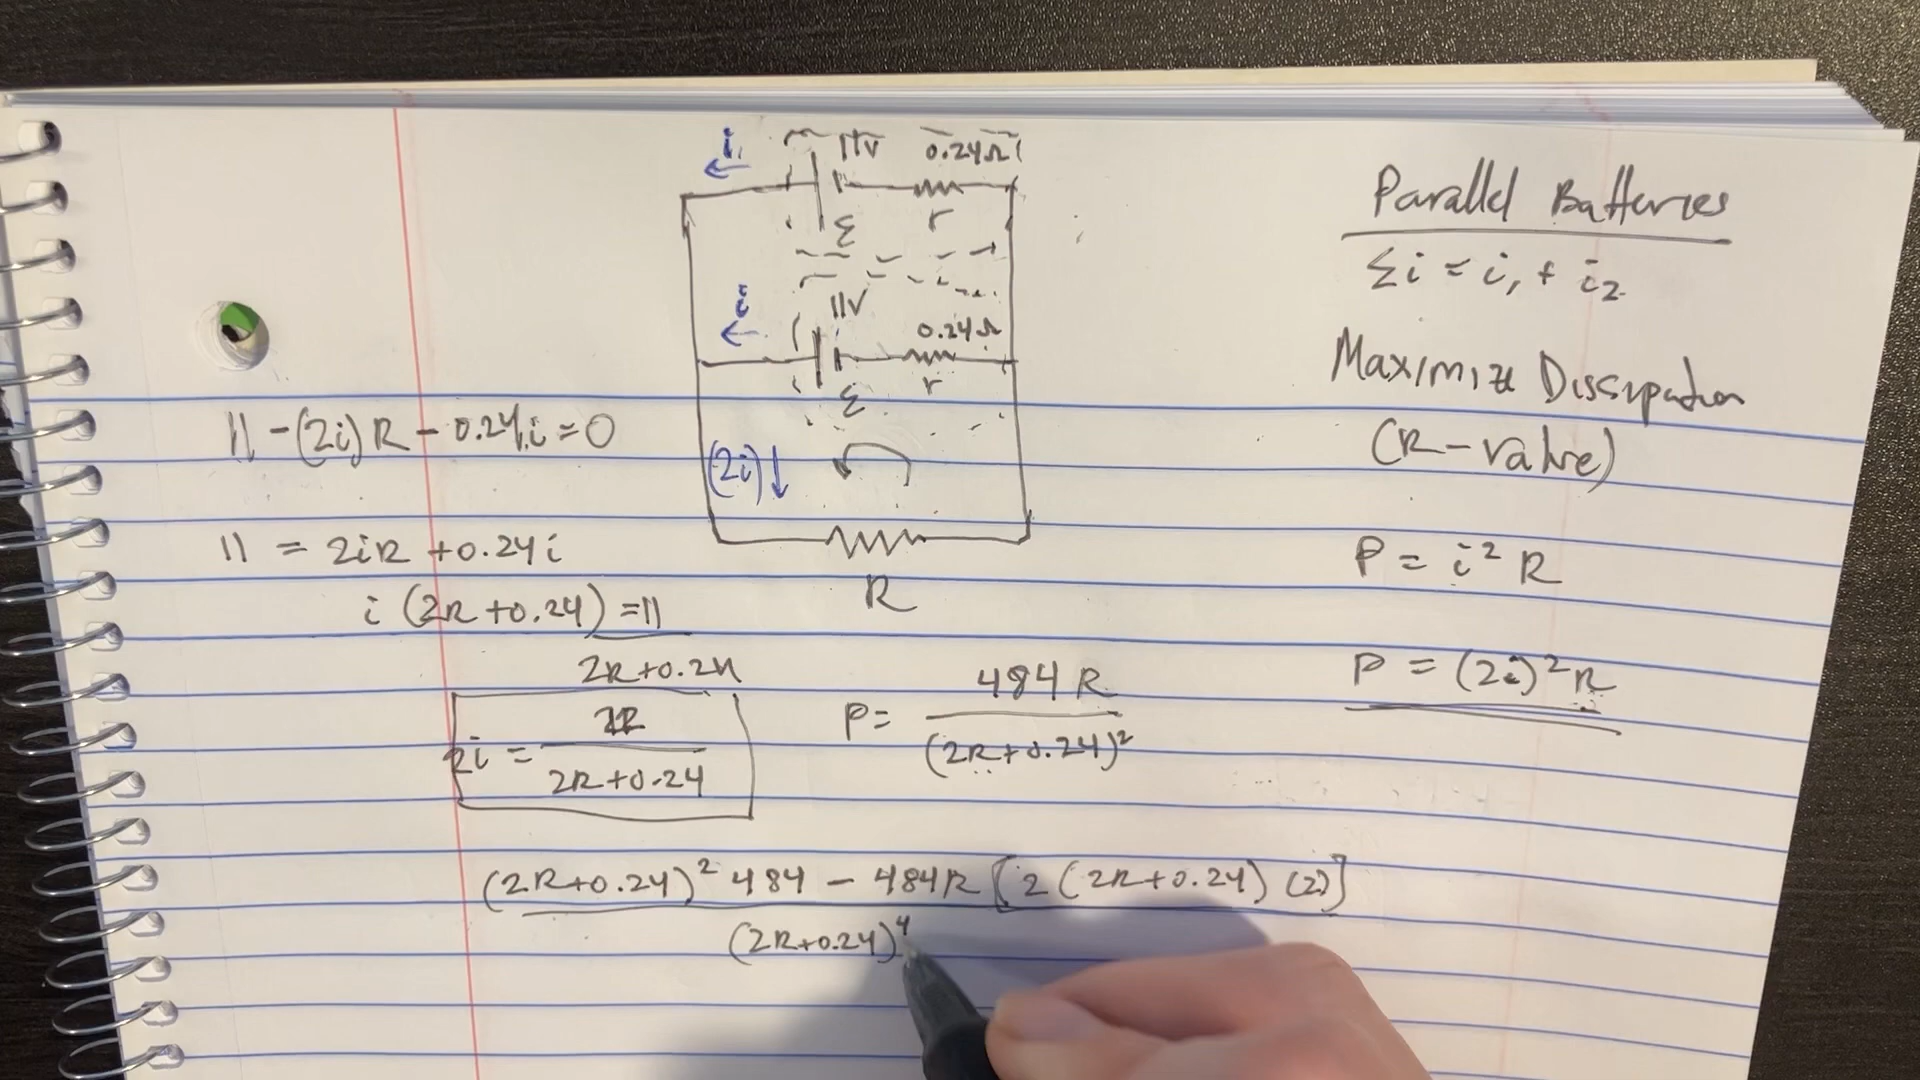 i₁ 11V 0.24Ω
r
ε
i 11V 0.24Ω
r
ε
(2i)↓
R
Parallel Batteries
Σi = i₁ + i₂
Maximize Dissipation
(R-value)
P = i² R
P = (2i)² R
11 - (2i)R - 0.24i = 0
11 = 2iR + 0.24i
i (2R + 0.24) = 11
2R + 0.24
2i = / 2R + 0.24
P = 484 R / (2R + 0.24)²
(2R+0.24)² 484 - 484R [2 (2R+0.24) (2)]
(2R+0.24)⁴